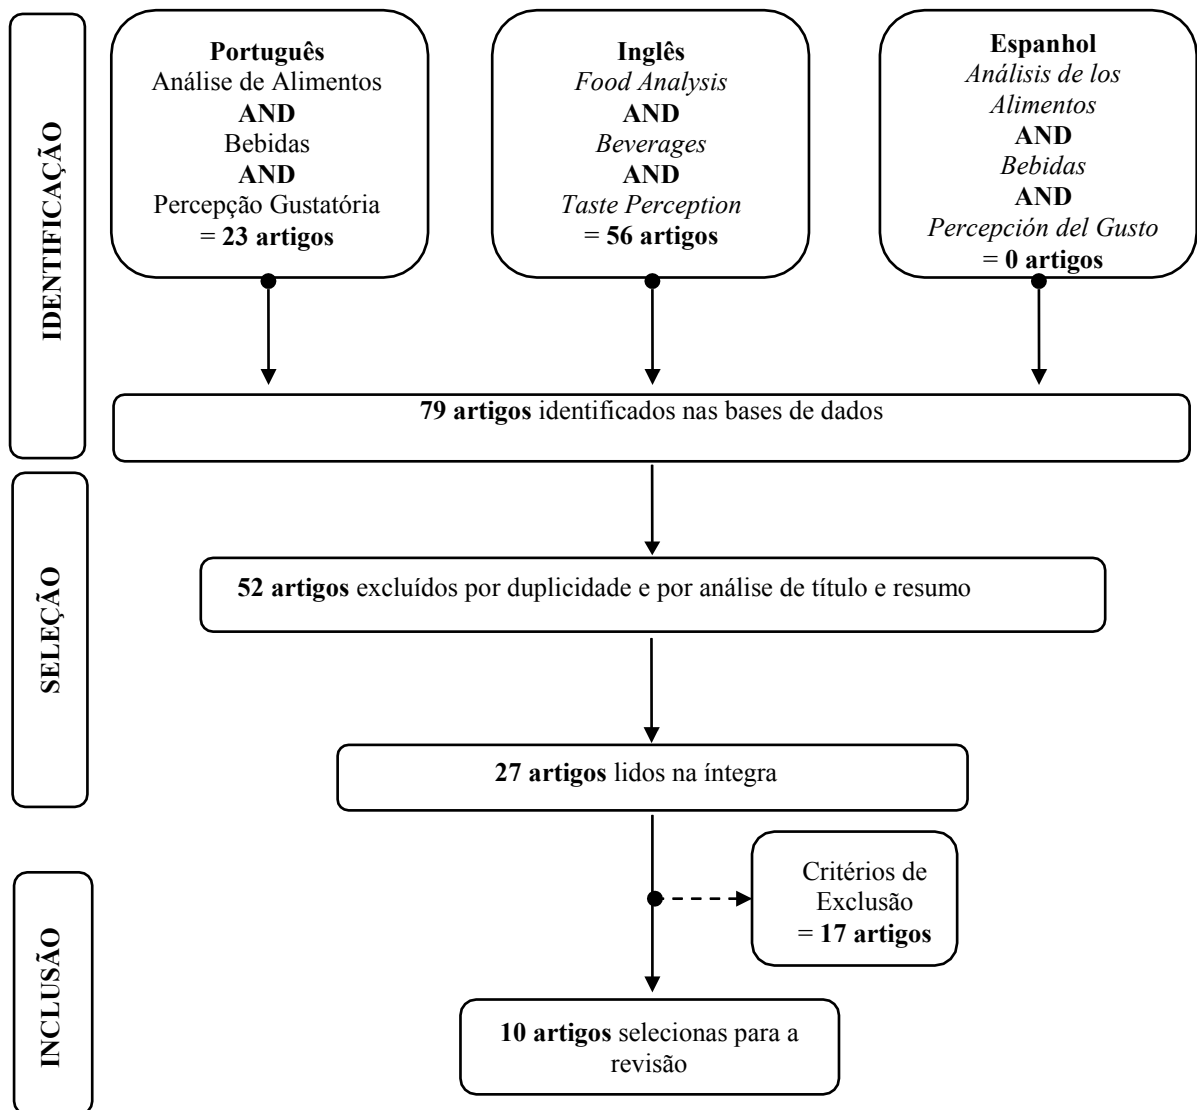 IDENTIFICAÇÃO
Português
Análise de Alimentos
AND
Bebidas
AND
Percepção Gustatória
= 23 artigos
Inglês
Food Analysis
AND
Beverages
AND
Taste Perception
= 56 artigos
Espanhol
Análisis de los
Alimentos
AND
Bebidas
AND
Percepción del Gusto
= 0 artigos
79 artigos identificados nas bases de dados
SELEÇÃO
52 artigos excluídos por duplicidade e por análise de título e resumo
27 artigos lidos na íntegra
Critérios de
Exclusão
= 17 artigos
INCLUSÃO
10 artigos selecionas para a
revisão